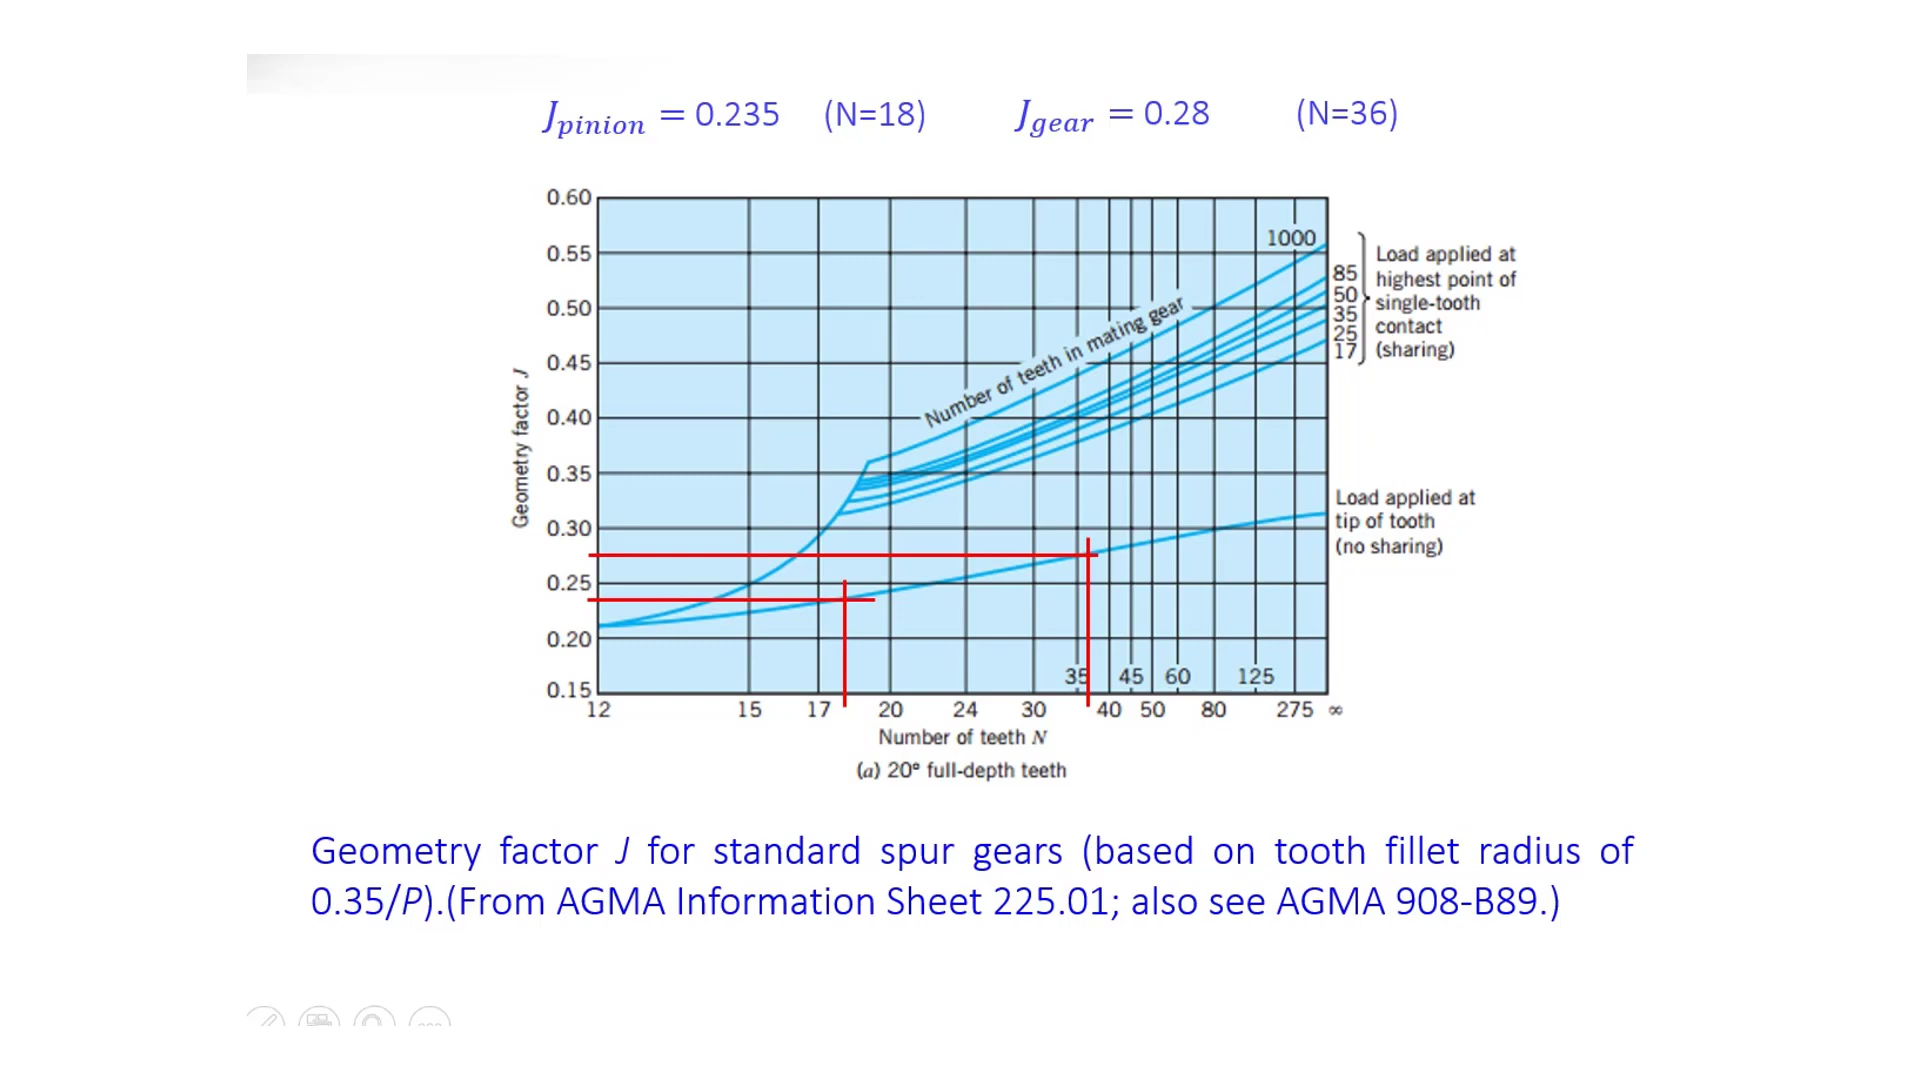 J_pinion = 0.235 (N=18) J_gear = 0.28 (N=36)
0.60
0.55
0.50
0.45
0.40
0.35
0.30
0.25
0.20
0.15
Geometry factor J
1000
Number of teeth in mating gear
85
50
35
25
17
Load applied at
highest point of
single-tooth
contact
(sharing)
Load applied at
tip of tooth
(no sharing)
35 45 60 125
12 15 17 20 24 30 40 50 80 275 ∞
Number of teeth N
(a) 20° full-depth teeth
Geometry factor J for standard spur gears (based on tooth fillet radius of
0.35/P).(From AGMA Information Sheet 225.01; also see AGMA 908-B89.)